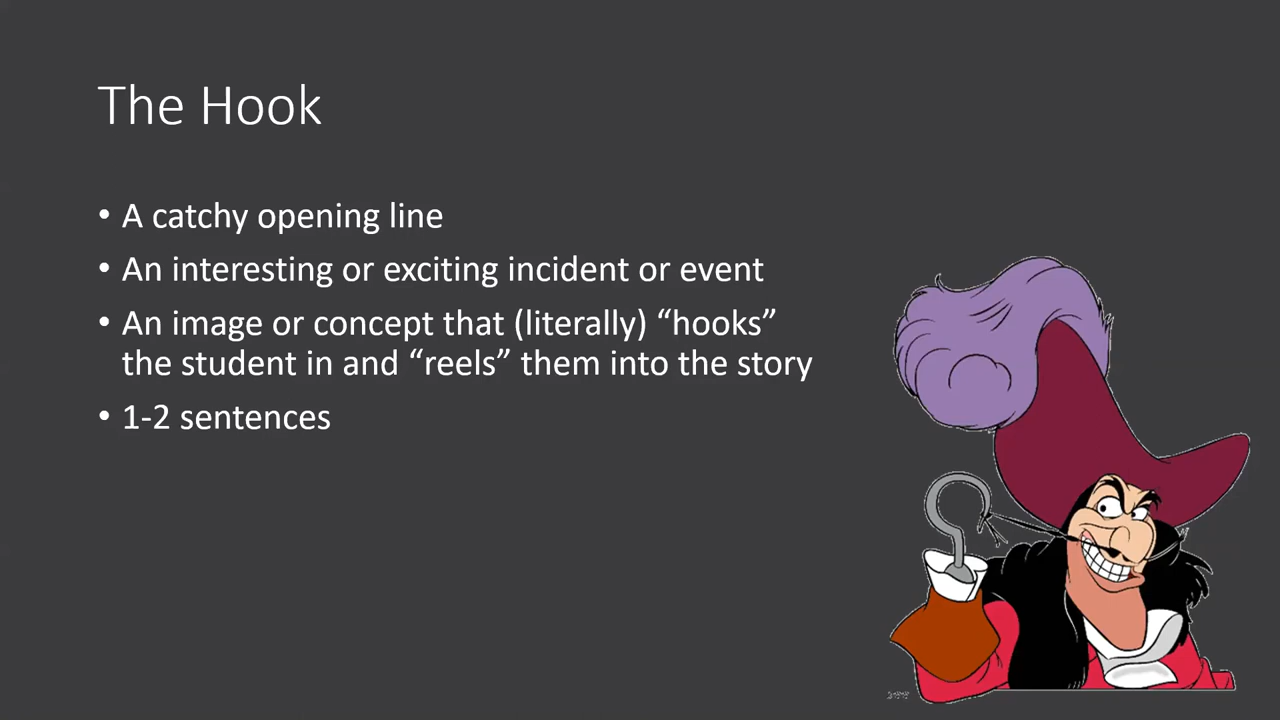 The Hook
• A catchy opening line
• An interesting or exciting incident or event
• An image or concept that (literally) “hooks”
the student in and “reels” them into the story
• 1-2 sentences